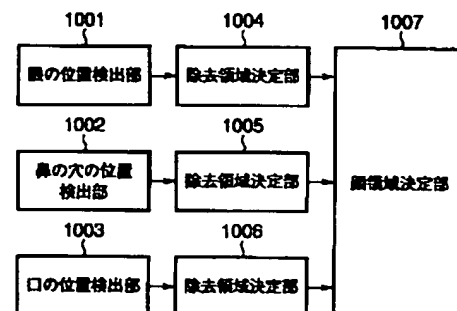 1001
1004
1007
眼の位置検出部
除去領域決定部
1002
1005
鼻の穴の位置
検出部
除去領域決定部
顔領域決定部
1003
1006
口の位置検出部
除去領域決定部